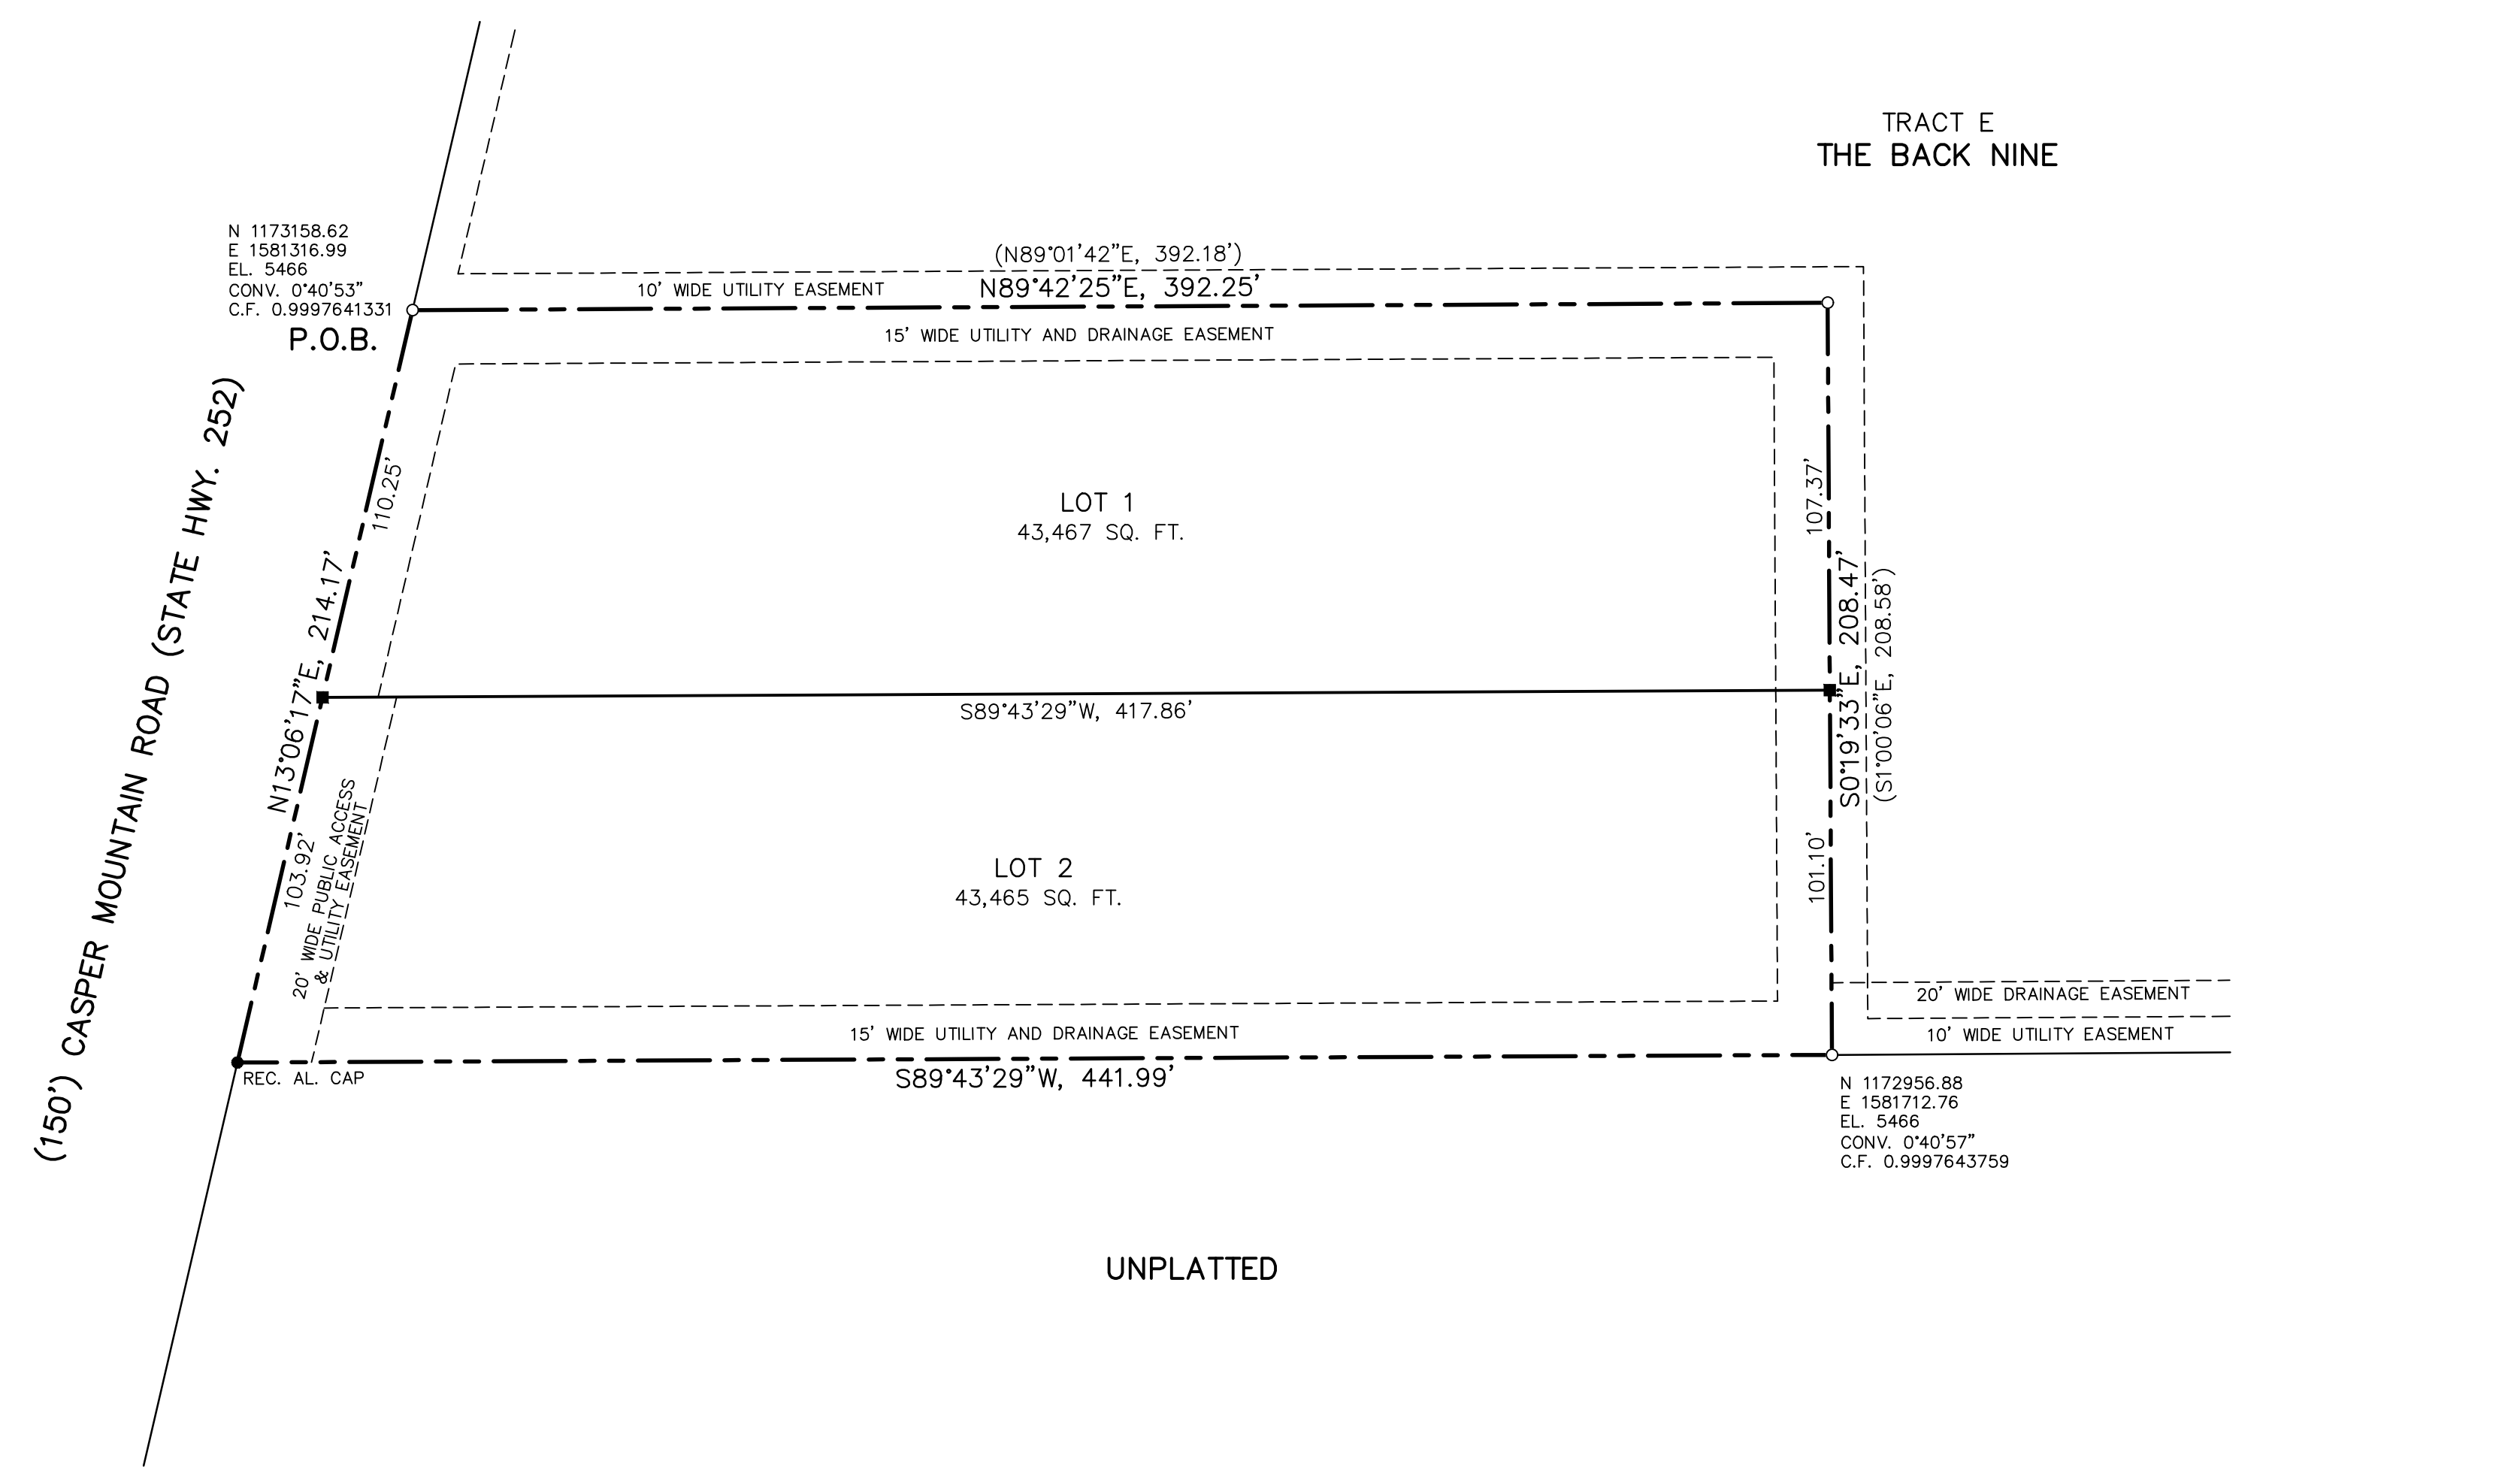 TRACT E
THE BACK NINE
N 1173158.62
E 1581316.99
EL. 5466
CONV. 0°40'53"
C.F. 0.9997641331
P.O.B.
(N89°01'42"E, 392.18')
10' WIDE UTILITY EASEMENT
N89°42'25"E, 392.25'
15' WIDE UTILITY AND DRAINAGE EASEMENT
(150') CASPER MOUNTAIN ROAD (STATE HWY. 252)
110.25'
N13°06'17"E, 214.17'
103.92'
20' WIDE PUBLIC ACCESS
& UTILITY EASEMENT
LOT 1
43,467 SQ. FT.
107.37'
S0°19'33"E, 208.47'
(S1°00'06"E, 208.58')
S89°43'29"W, 417.86'
LOT 2
43,465 SQ. FT.
101.10'
20' WIDE DRAINAGE EASEMENT
10' WIDE UTILITY EASEMENT
15' WIDE UTILITY AND DRAINAGE EASEMENT
REC. AL. CAP
S89°43'29"W, 441.99'
N 1172956.88
E 1581712.76
EL. 5466
CONV. 0°40'57"
C.F. 0.9997643759
UNPLATTED